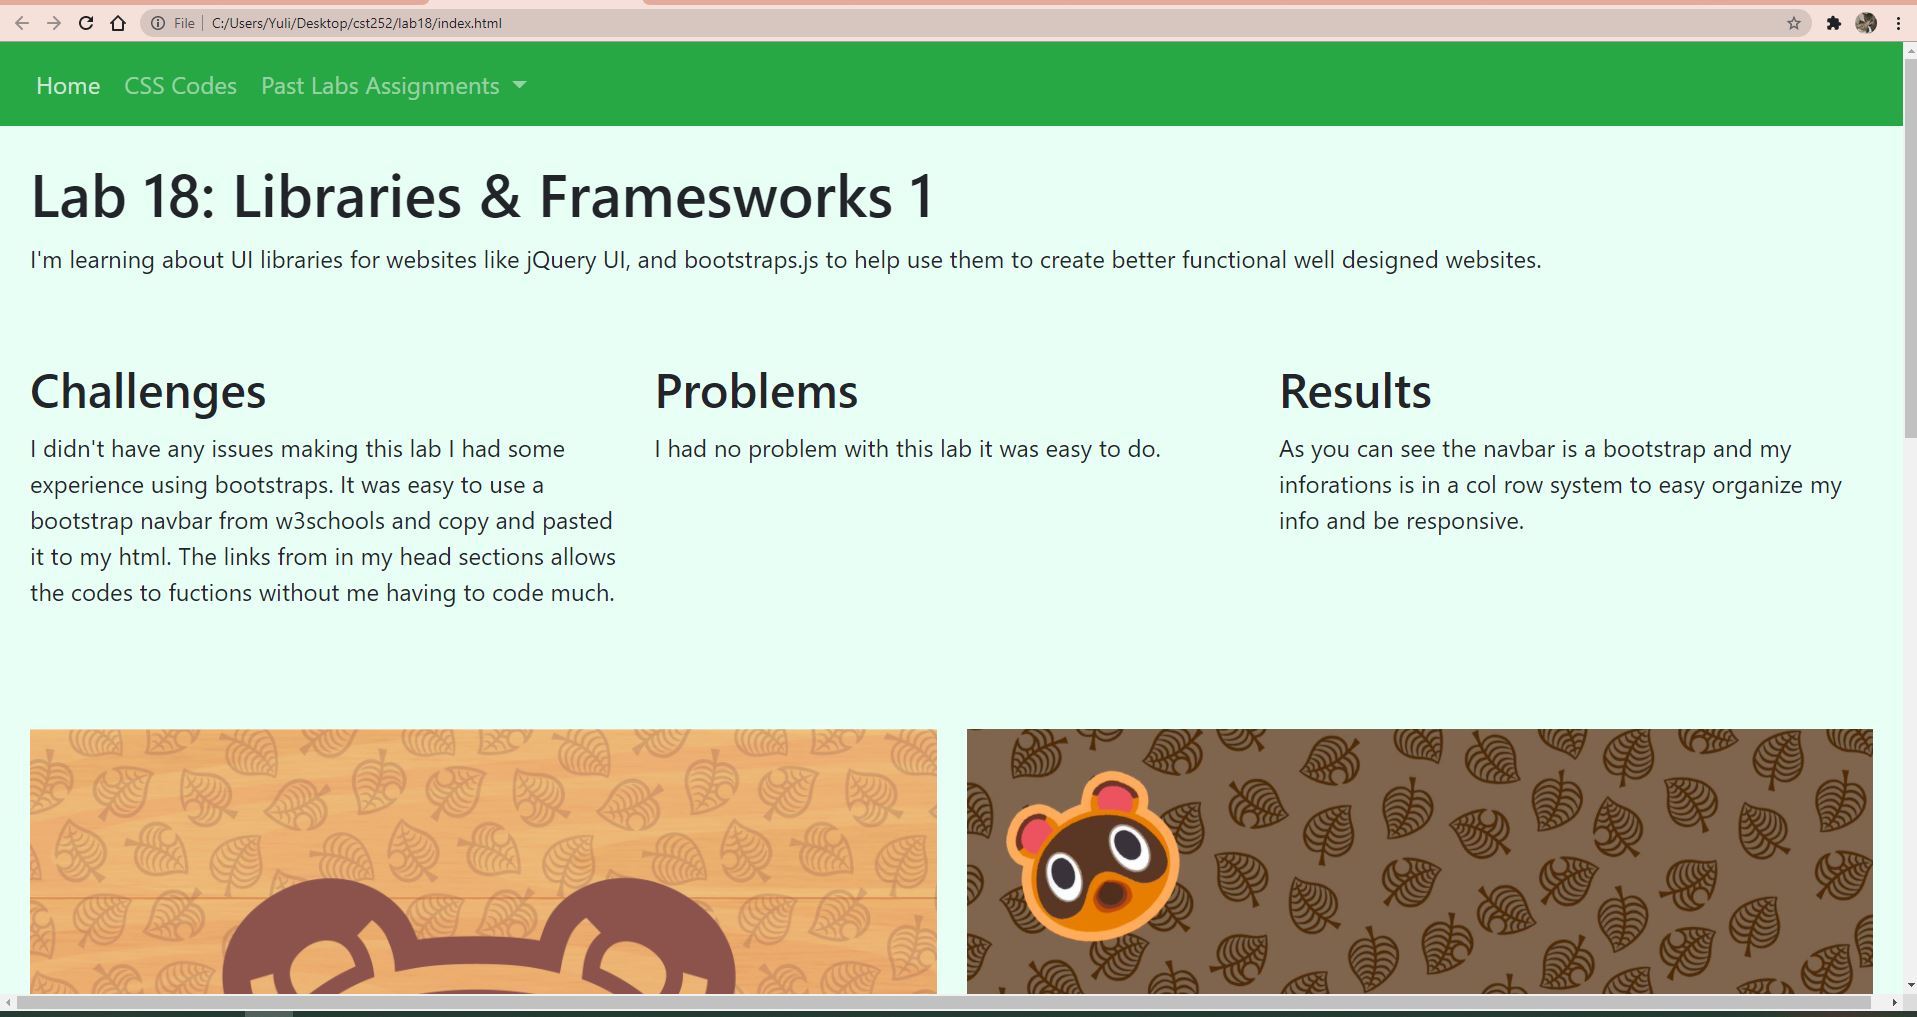 File | C:/Users/Yuli/Desktop/cst252/lab18/index.html
Home CSS Codes Past Labs Assignments
Lab 18: Libraries & Framesworks 1
I'm learning about UI libraries for websites like jQuery UI, and bootstraps.js to help use them to create better functional well designed websites.
Challenges
I didn't have any issues making this lab I had some
experience using bootstraps. It was easy to use a
bootstrap navbar from w3schools and copy and pasted
it to my html. The links from in my head sections allows
the codes to fuctions without me having to code much.
Problems
I had no problem with this lab it was easy to do.
Results
As you can see the navbar is a bootstrap and my
inforations is in a col row system to easy organize my
info and be responsive.